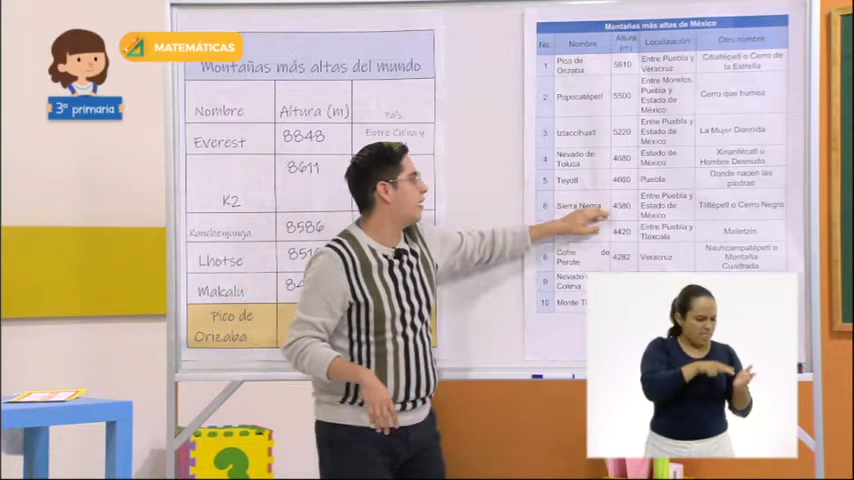 MATEMÁTICAS
3° primaria
Montañas más altas del mundo
Nombre Altura (m) País
Everest 8848 Entre China y
K2 8611
Kanchenjunga 8586
Lhotse
Makalu
Pico de
Orizaba
Montañas más altas de México
No. Nombre Altura (m) Localización Otro nombre
1 Pico de Orizaba 5610 Entre Puebla y Veracruz Citlaltépetl o Cerro de la Estrella
2 Popocatépetl 5500 Entre Morelos, Puebla y Estado de México Cerro que humea
3 Iztaccíhuatl 5220 Entre Puebla y Estado de México La Mujer Dormida
4 Nevado de Toluca 4680 Estado de México Xinantécatl o Hombre Desnudo
5 Teyotl 4660 Puebla Donde nacen las piedras
6 Sierra Negra 4580 Entre Puebla y Estado de México Tliltépetl o Cerro Negro
4420 Entre Puebla y Tlaxcala Malintzin
8 Cofre de Perote 4282 Veracruz Nauhcampatépetl o Montaña Cuadrada
9 Nevado Colima
10 Monte
2